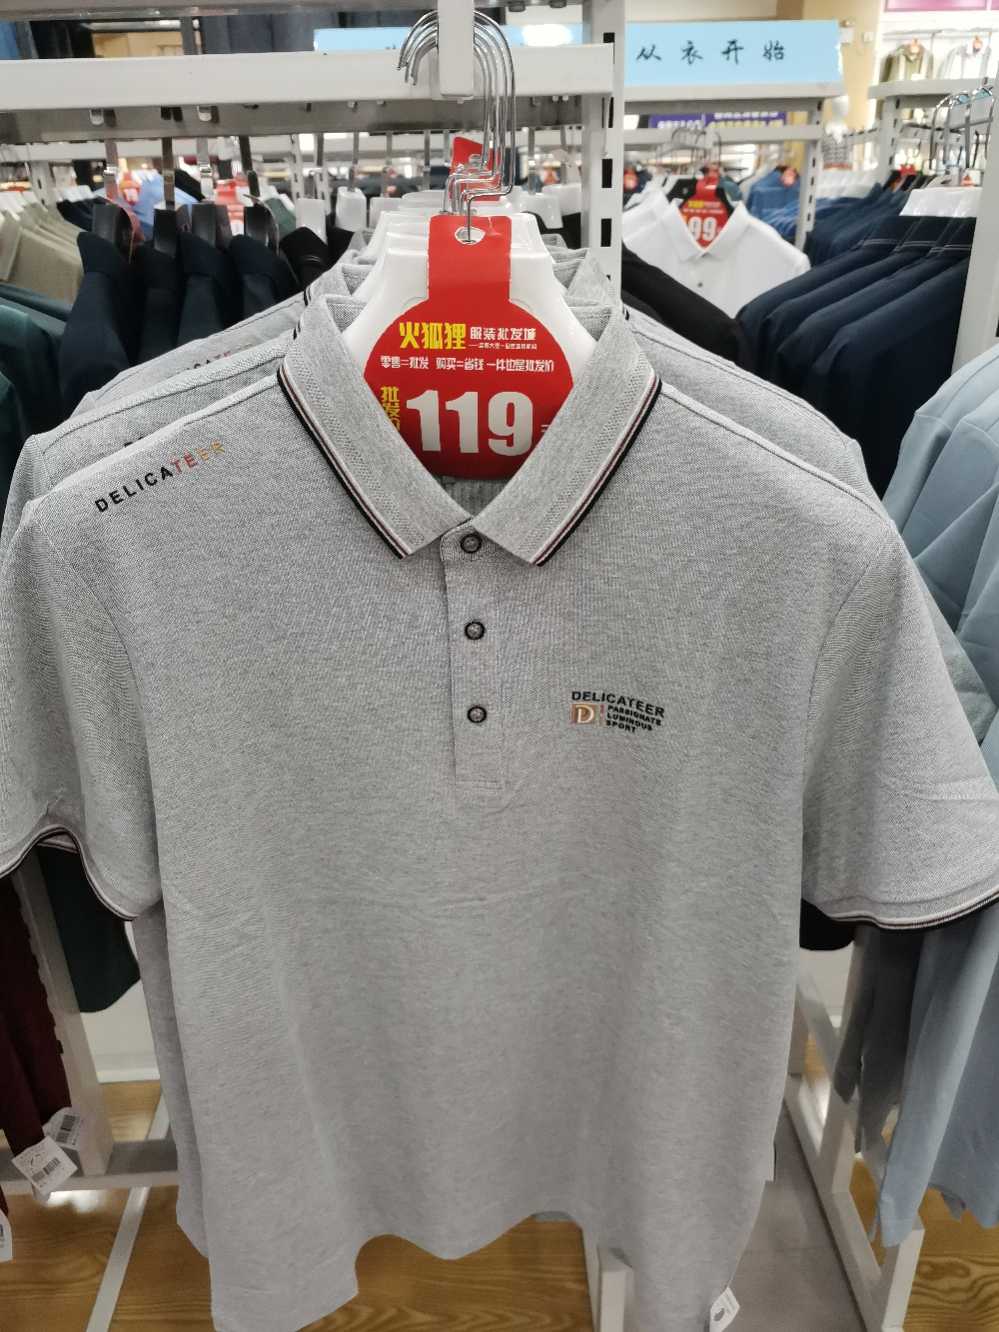 从衣开始
99
火狐狸 服装批发城
零售=批发 购买=省钱 一件也是批发价
批发价
119
DELICATEER
DELICATEER
D
PASSIONATE
LUMINOUS
SPORT